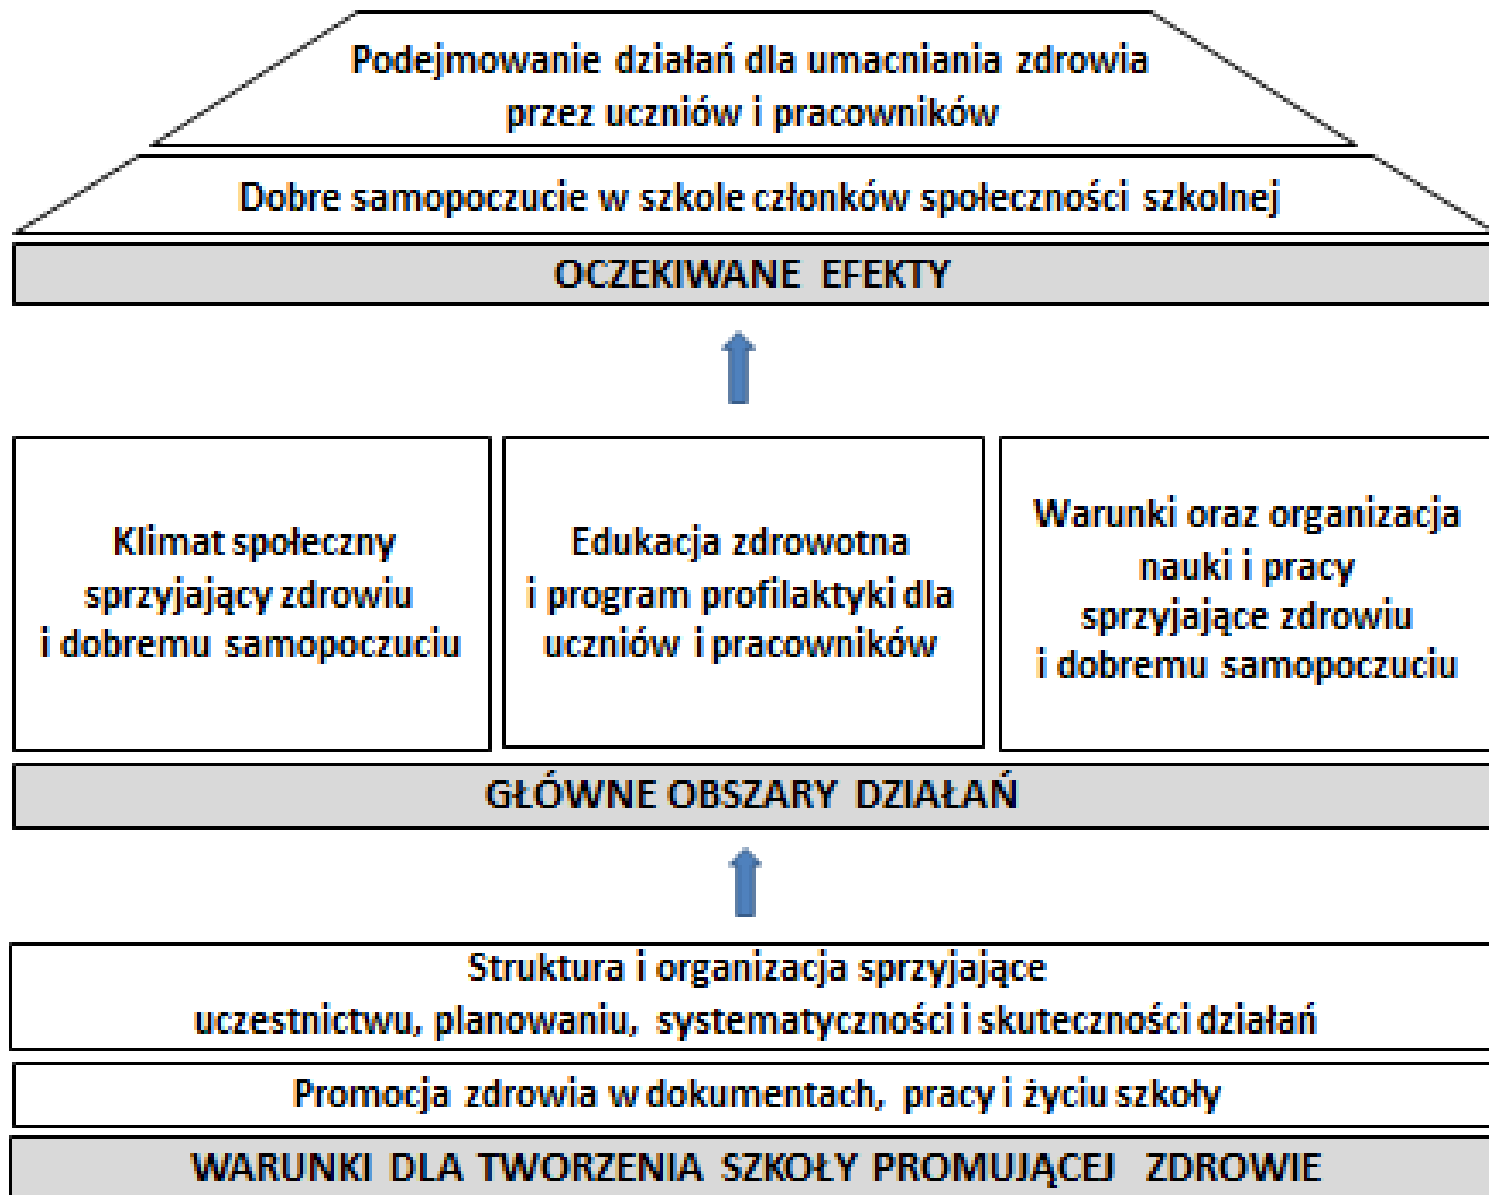 Podejmowanie działań dla umacniania zdrowia
przez uczniów i pracowników
Dobre samopoczucie w szkole członków społeczności szkolnej
OCZEKIWANE EFEKTY
Klimat społeczny
sprzyjający zdrowiu
i dobremu samopoczuciu
Edukacja zdrowotna
i program profilaktyki dla
uczniów i pracowników
Warunki oraz organizacja
nauki i pracy
sprzyjające zdrowiu
i dobremu samopoczuciu
GŁÓWNE OBSZARY DZIAŁAŃ
Struktura i organizacja sprzyjające
uczestnictwu, planowaniu, systematyczności i skuteczności działań
Promocja zdrowia w dokumentach, pracy i życiu szkoły
WARUNKI DLA TWORZENIA SZKOŁY PROMUJĄCEJ ZDROWIE